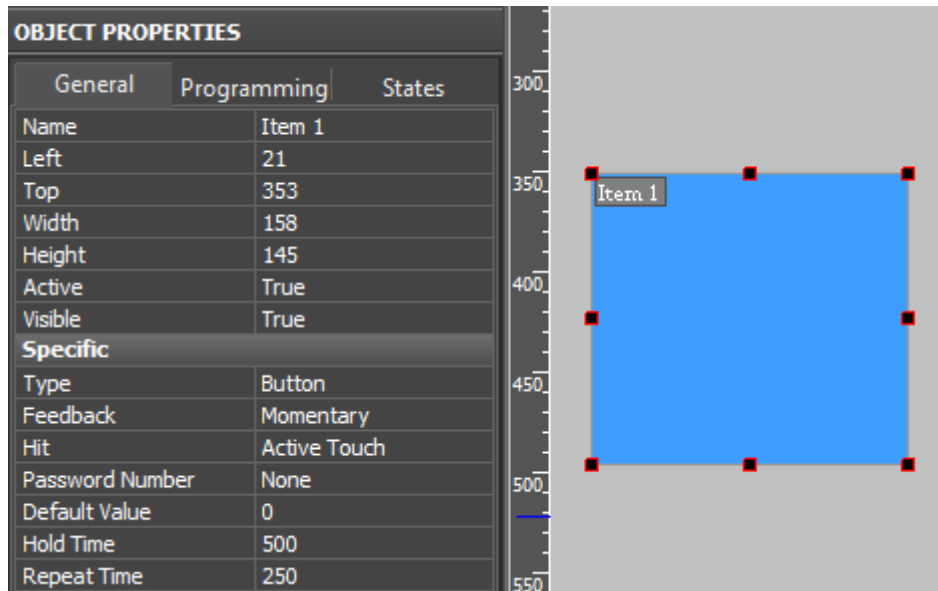 OBJECT PROPERTIES
General Programming States
Name Item 1
Left 21
Top 353
Width 158
Height 145
Active True
Visible True
Specific
Type Button
Feedback Momentary
Hit Active Touch
Password Number None
Default Value 0
Hold Time 500
Repeat Time 250
300
350
400
450
500
550
Item 1